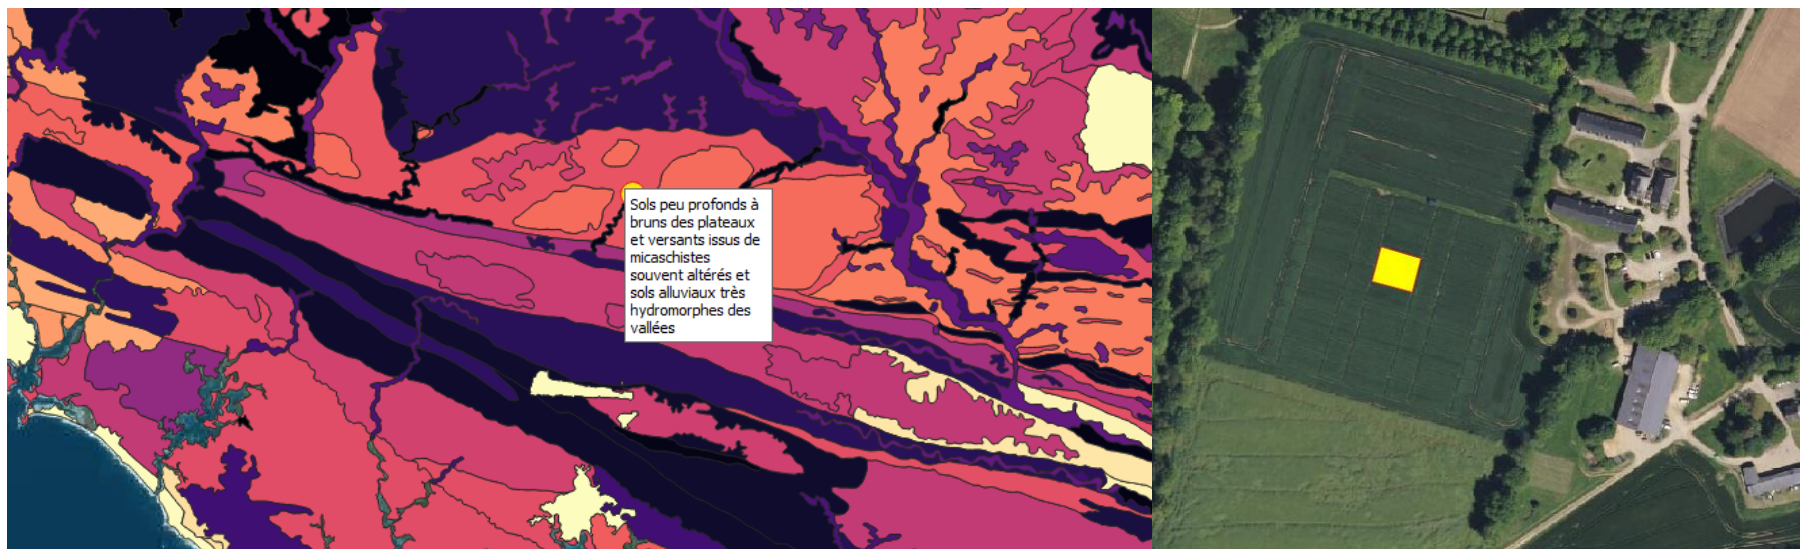 Sols peu profonds à
bruns des plateaux
et versants issus de
micaschistes
souvent altérés et
sols alluviaux très
hydromorphes des
vallées